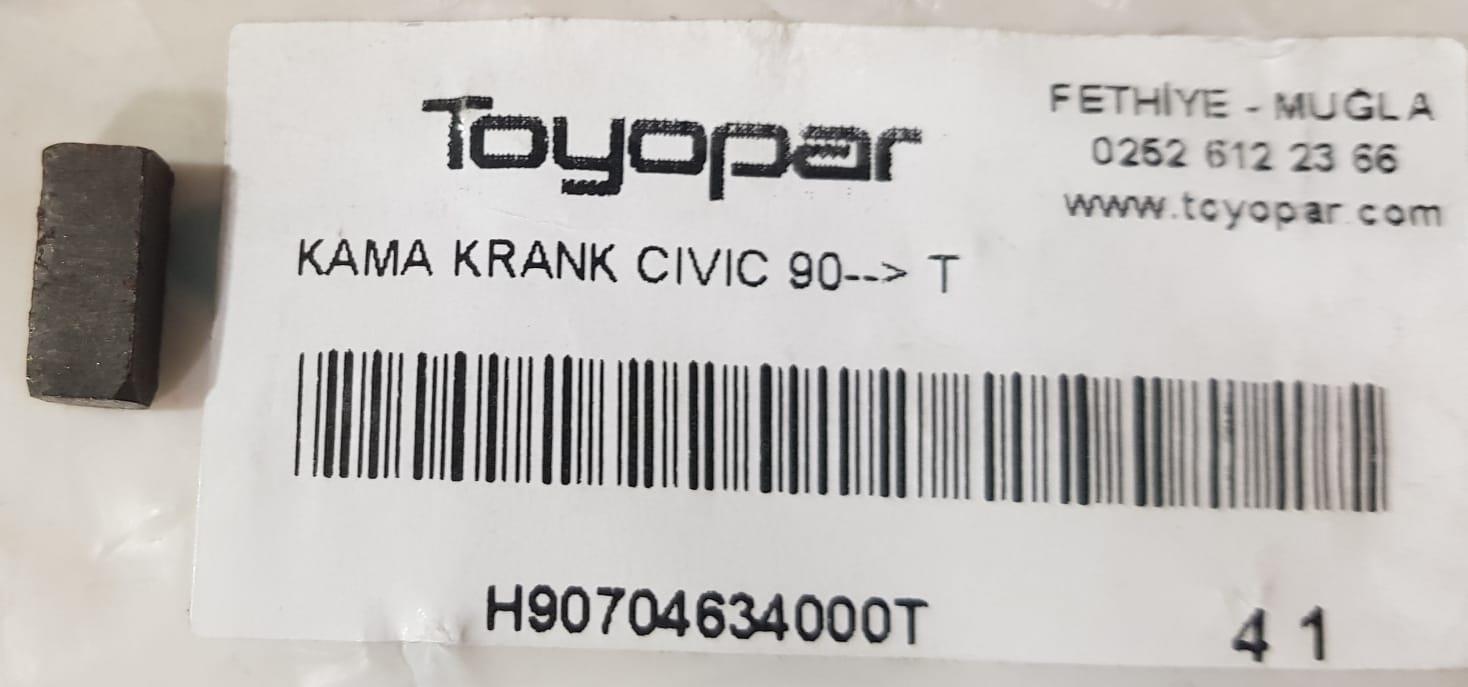 Toyopar
FETHİYE - MUĞLA
0252 612 23 66
www.toyopar.com
KAMA KRANK CIVIC 90--> T
H90704634000T
4 1